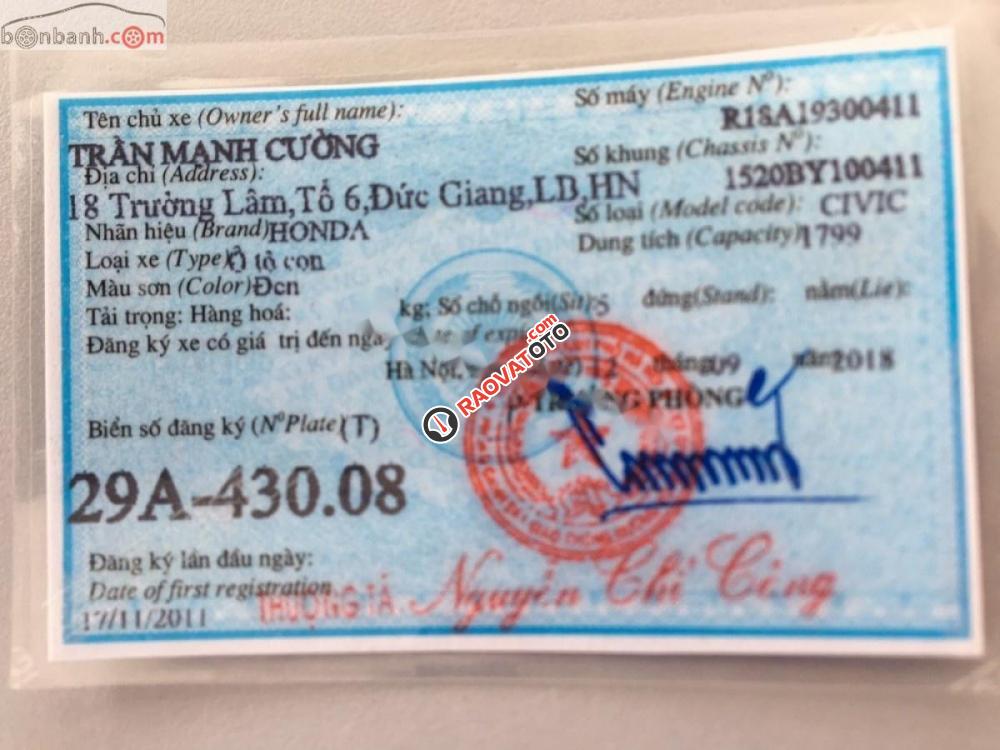 bonbanh.com
Tên chủ xe (Owner's full name):
TRẦN MẠNH CƯỜNG
Địa chỉ (Address):
18 Trường Lâm,Tổ 6,Đức Giang,LB,HN
Nhãn hiệu (Brand) HONDA
Loại xe (Type) Ô tô con
Màu sơn (Color) Đen
Tải trọng: Hàng hoá: kg; Số chỗ ngồi(Sit): 5 đứng(Stand): nằm(Lie):
Đăng ký xe có giá trị đến ngày
Số máy (Engine Nº):
R18A19300411
Số khung (Chassis Nº):
1520BY100411
Số loại (Model code): CIVIC
Dung tích (Capacity) 1799
Hà Nội, 12 tháng 09 năm 2018
P TRƯỞNG PHÒNG
RAOVATOTO.com
Biển số đăng ký (NºPlate)(T)
29A-430.08
Đăng ký lần đầu ngày:
Date of first registration
17/11/2011
THƯỢNG TÁ Nguyễn Chí Công